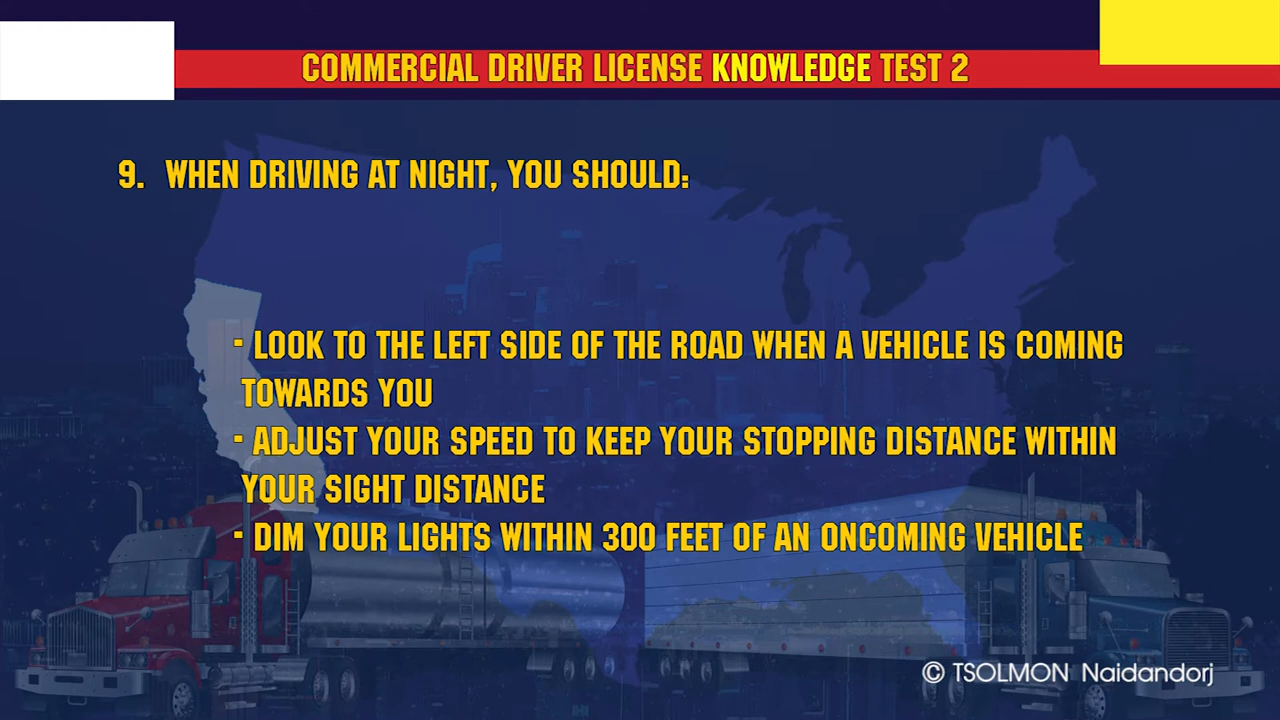 COMMERCIAL DRIVER LICENSE KNOWLEDGE TEST 2
9. WHEN DRIVING AT NIGHT, YOU SHOULD:
- LOOK TO THE LEFT SIDE OF THE ROAD WHEN A VEHICLE IS COMING
TOWARDS YOU
- ADJUST YOUR SPEED TO KEEP YOUR STOPPING DISTANCE WITHIN
YOUR SIGHT DISTANCE
- DIM YOUR LIGHTS WITHIN 300 FEET OF AN ONCOMING VEHICLE
© TSOLMON Naidandorj